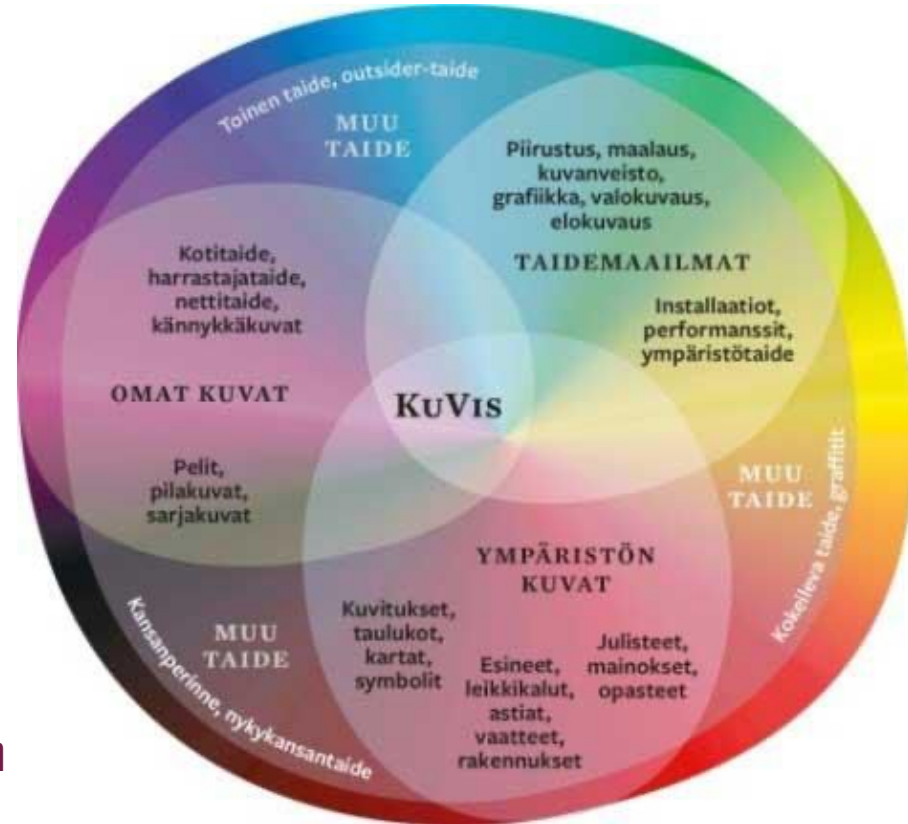 Toinen taide, outsider-taide
MUU
TAIDE
Piirustus, maalaus,
kuvanveisto,
grafiikka, valokuvaus,
elokuvaus
TAIDEMAAILMAT
Installaatiot,
performanssit,
ympäristötaide
Kotitaide,
harrastajataide,
nettitaide,
kännykkäkuvat
OMAT KUVAT
Pelit,
pilakuvat,
sarjakuvat
KUVIS
MUU
TAIDE
Kokeileva taide, graffitit
YMPÄRISTÖN
KUVAT
Kuvitukset,
taulukot,
kartat,
symbolit
Esineet,
leikkikalut,
astiat,
vaatteet,
rakennukset
Julisteet,
mainokset,
opasteet
MUU
TAIDE
Kansanperinne, nykykansantaide